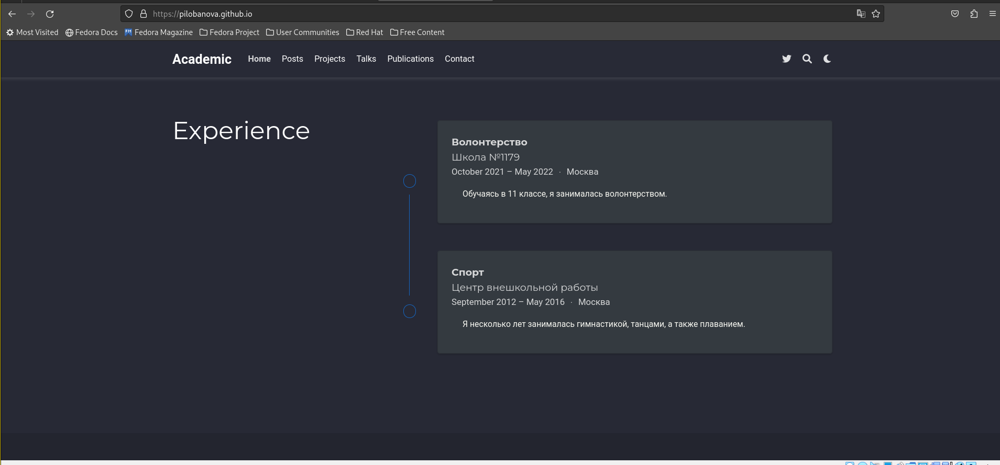 https://pilobanova.github.io
Most Visited Fedora Docs Fedora Magazine Fedora Project User Communities Red Hat Free Content
Academic Home Posts Projects Talks Publications Contact
Experience
Волонтерство
Школа №1179
October 2021 – May 2022 · Москва
Обучаясь в 11 классе, я занималась волонтерством.
Спорт
Центр внешкольной работы
September 2012 – May 2016 · Москва
Я несколько лет занималась гимнастикой, танцами, а также плаванием.